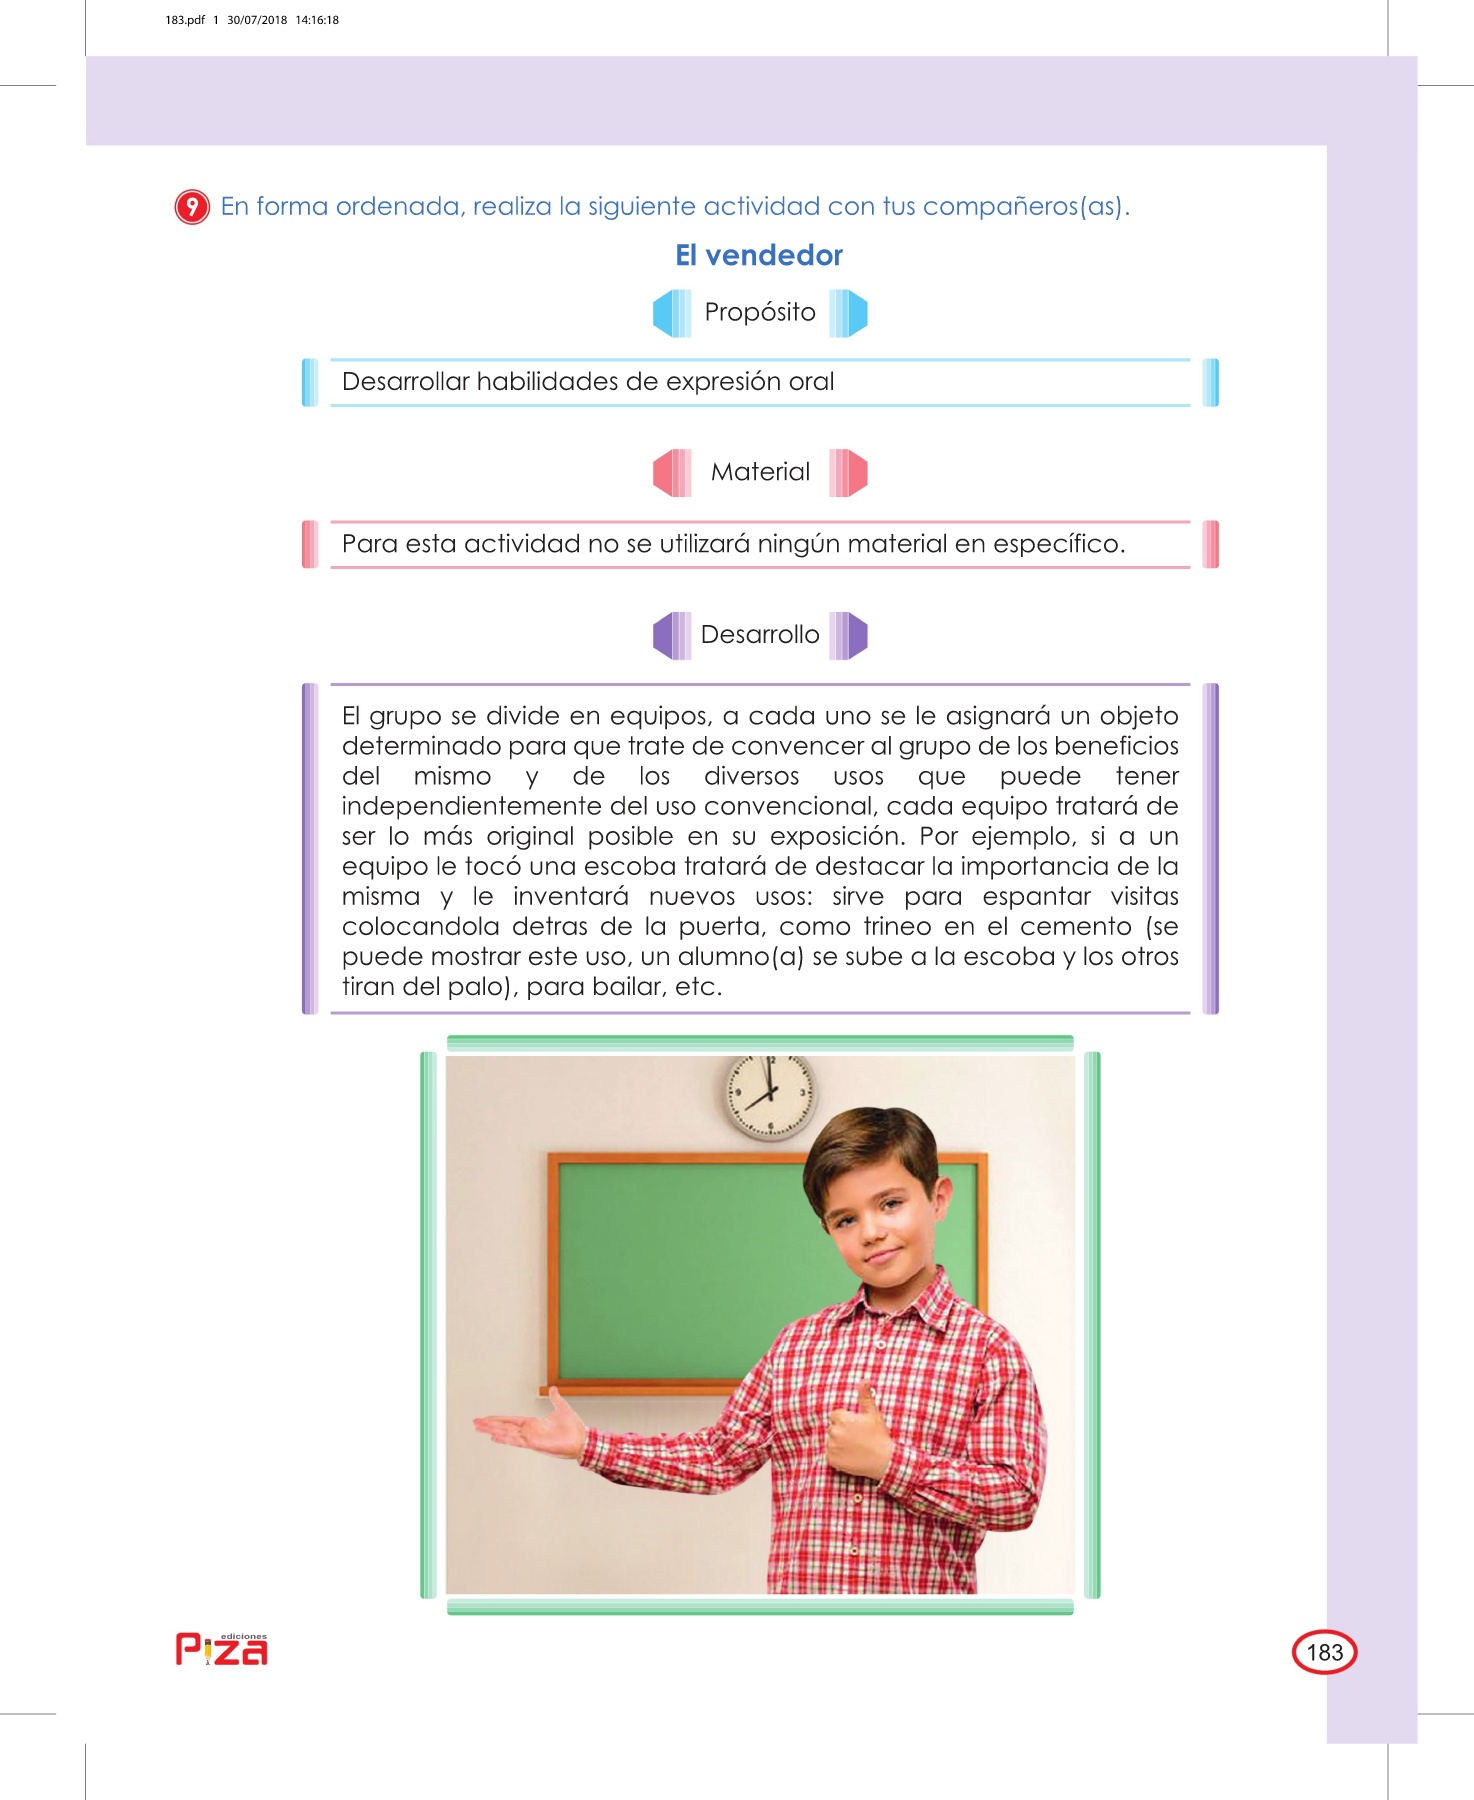 183.pdf 1 30/07/2018 14:16:18
9 En forma ordenada, realiza la siguiente actividad con tus compañeros(as).
El vendedor
Propósito
Desarrollar habilidades de expresión oral
Material
Para esta actividad no se utilizará ningún material en específico.
Desarrollo
El grupo se divide en equipos, a cada uno se le asignará un objeto
determinado para que trate de convencer al grupo de los beneficios
del mismo y de los diversos usos que puede tener
independientemente del uso convencional, cada equipo tratará de
ser lo más original posible en su exposición. Por ejemplo, si a un
equipo le tocó una escoba tratará de destacar la importancia de la
misma y le inventará nuevos usos: sirve para espantar visitas
colocandola detras de la puerta, como trineo en el cemento (se
puede mostrar este uso, un alumno(a) se sube a la escoba y los otros
tiran del palo), para bailar, etc.
12
9 3
6
ediciones
Piza
183